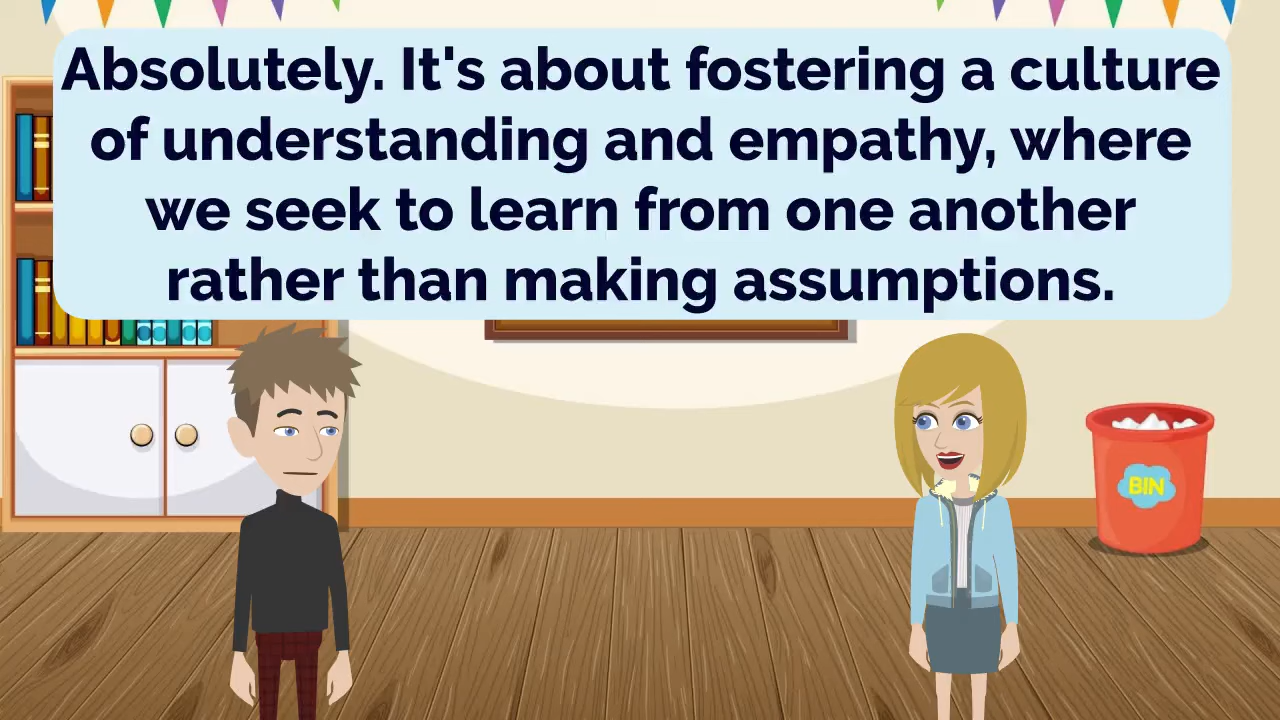 Absolutely. It's about fostering a culture
of understanding and empathy, where
we seek to learn from one another
rather than making assumptions.
BIN